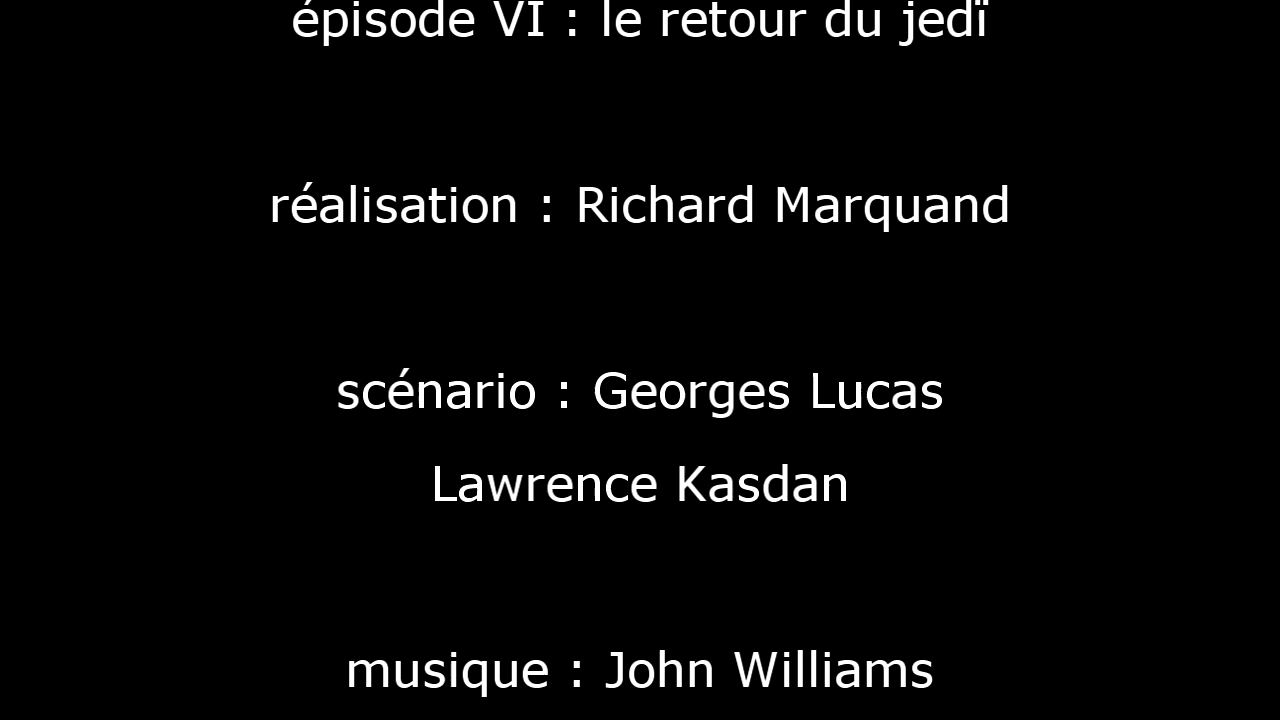 épisode VI : le retour du jedï
réalisation : Richard Marquand
scénario : Georges Lucas
Lawrence Kasdan
musique : John Williams